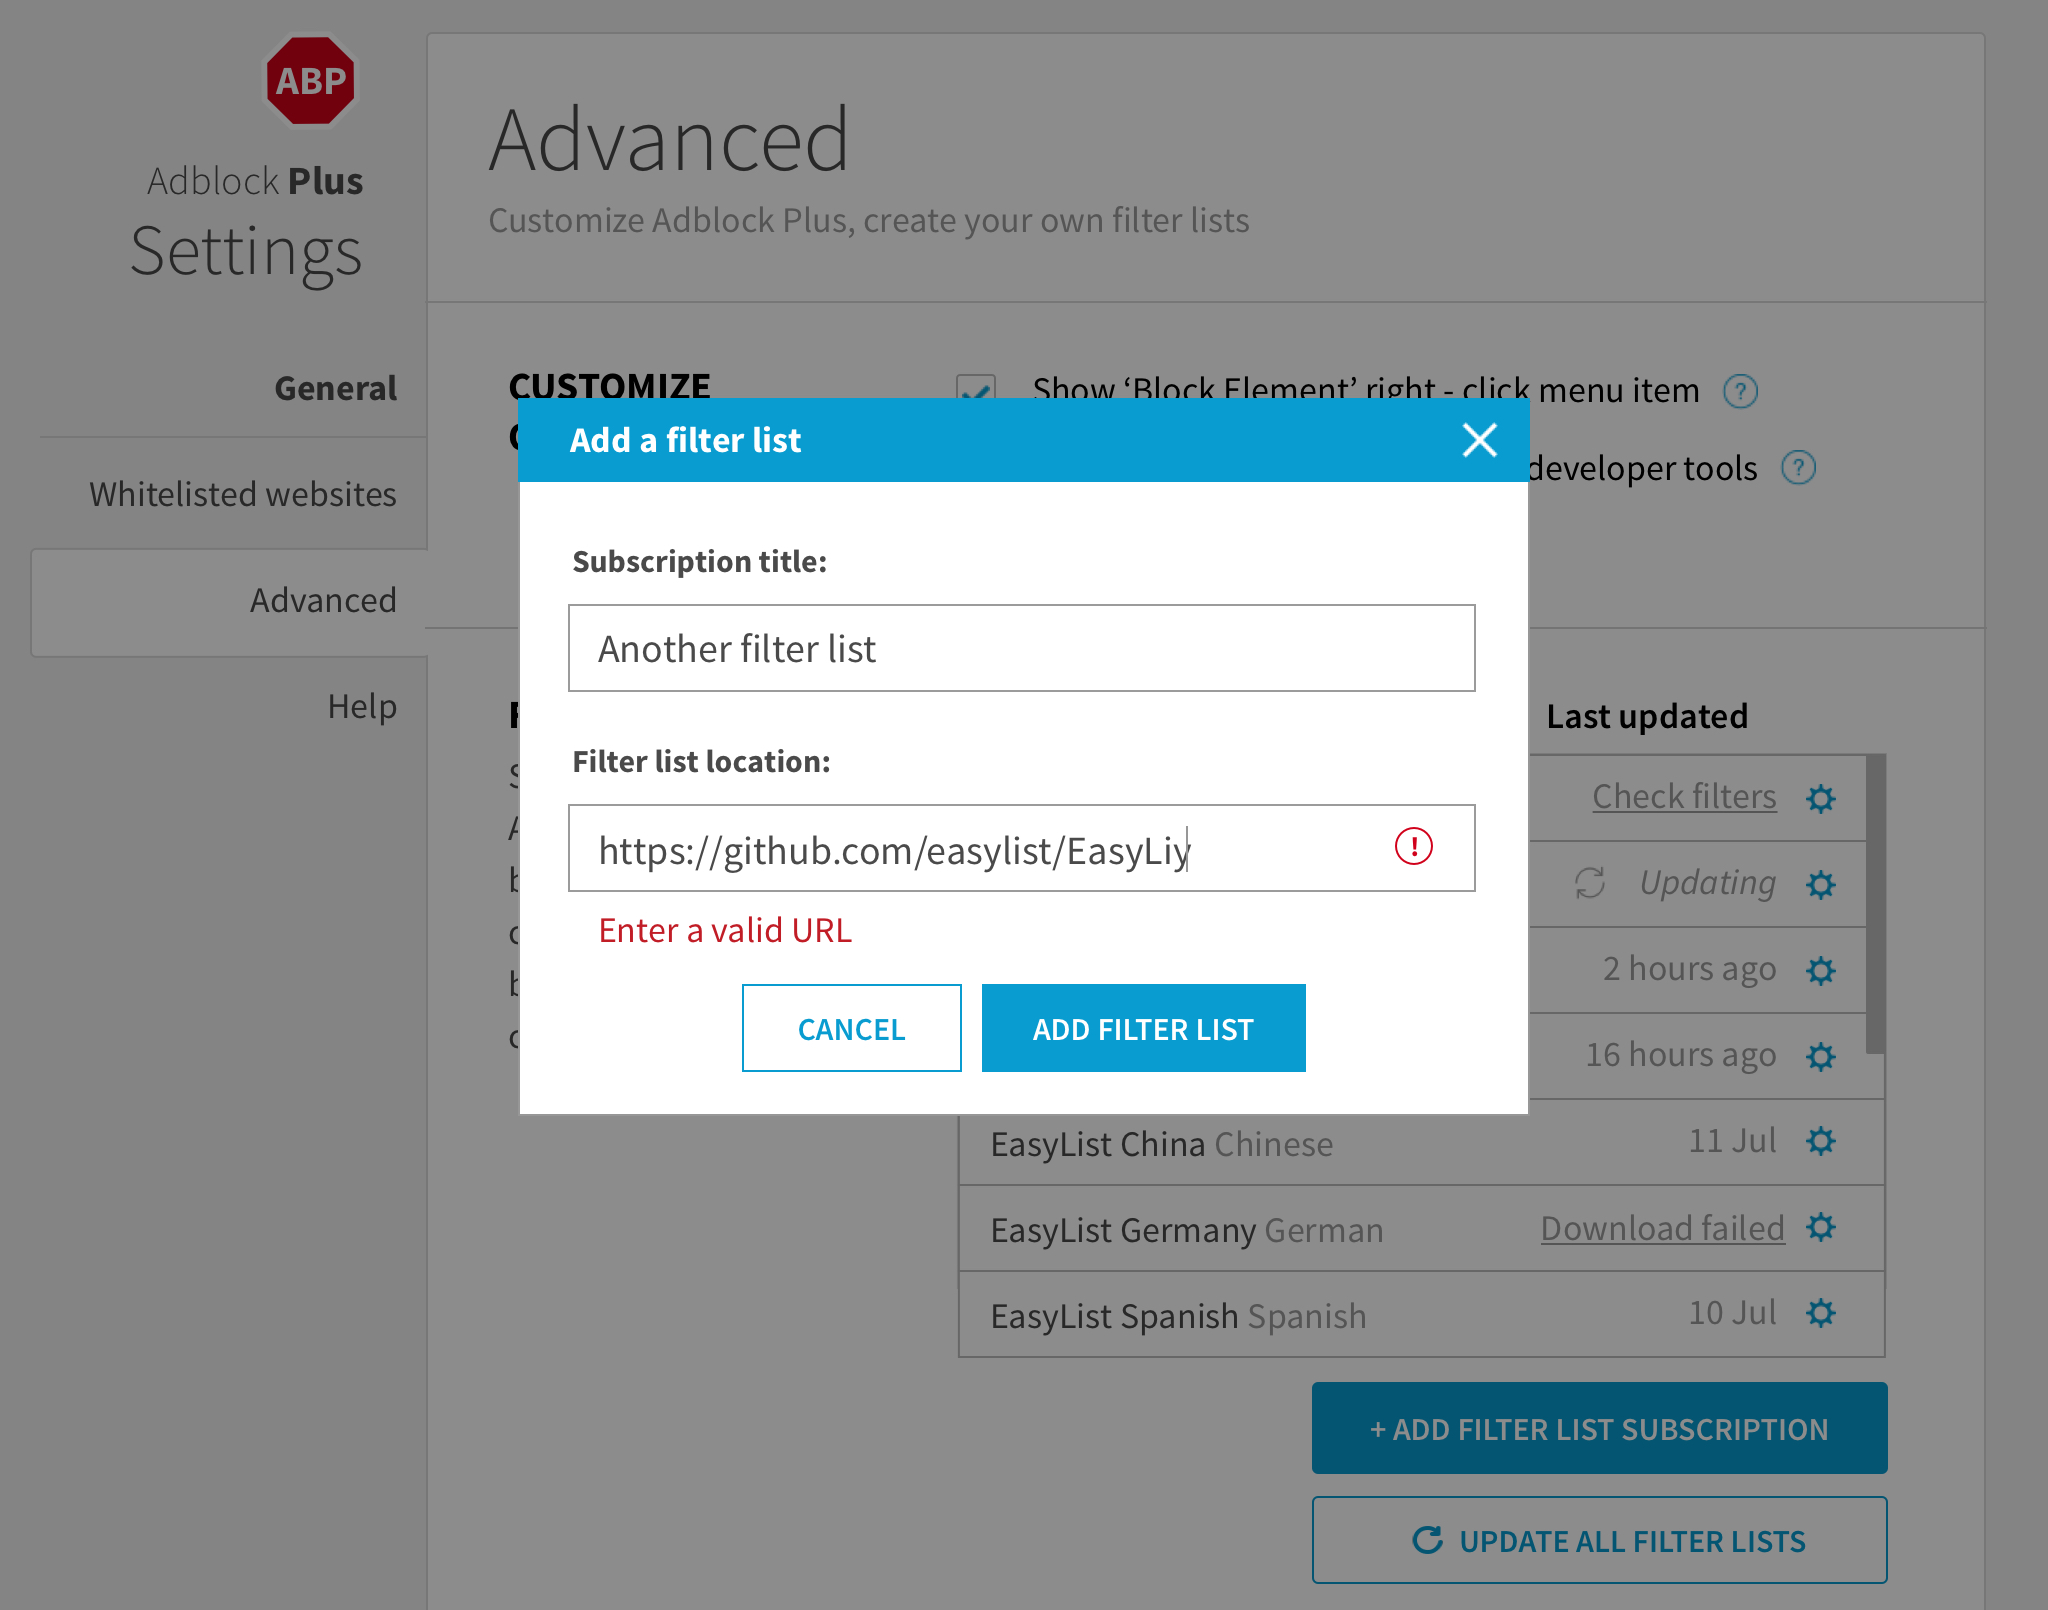 ABP
Adblock Plus
Settings
General
Whitelisted websites
Advanced
Help
Advanced
Customize Adblock Plus, create your own filter lists
CUSTOMIZE
Show ‘Block Element’ right - click menu item ?
developer tools ?
Add a filter list
Subscription title:
Another filter list
Filter list location:
https://github.com/easylist/EasyLiy !
Enter a valid URL
CANCEL
ADD FILTER LIST
Last updated
Check filters
Updating
2 hours ago
16 hours ago
EasyList China Chinese 11 Jul
EasyList Germany German Download failed
EasyList Spanish Spanish 10 Jul
+ ADD FILTER LIST SUBSCRIPTION
UPDATE ALL FILTER LISTS